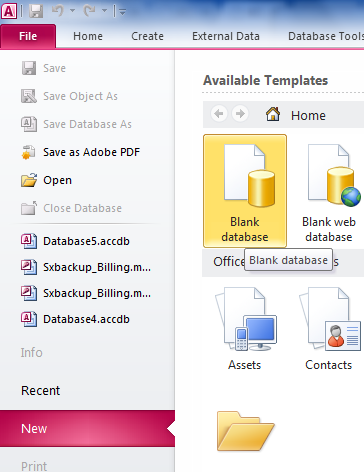 File Home Create External Data Database Tools
Save
Save Object As
Save Database As
Save as Adobe PDF
Open
Close Database
Database5.accdb
Sxbackup_Billing.m...
Sxbackup_Billing.m...
Database4.accdb
Info
Recent
New
Print
Available Templates
Home
Blank database
Blank web database
Blank database
Assets
Contacts